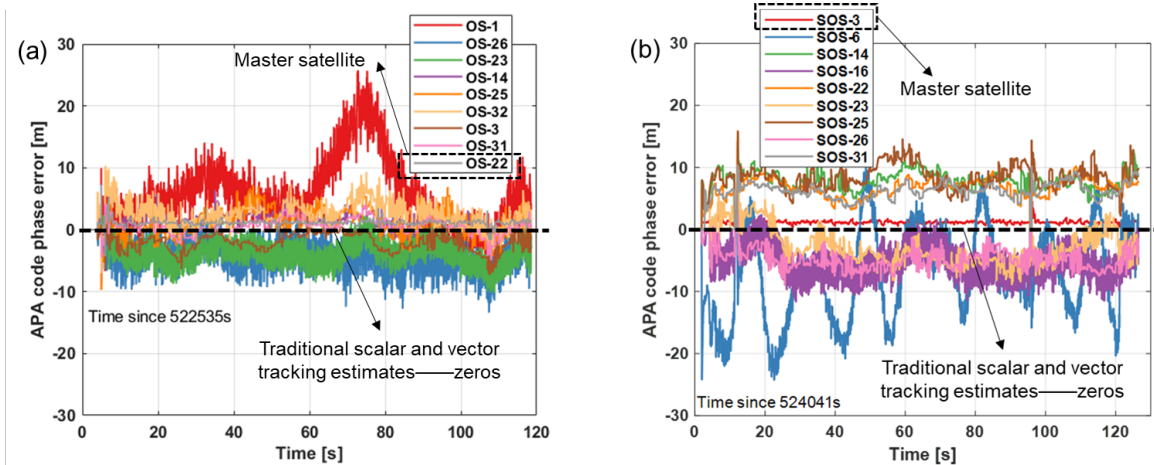 (a)
APA code phase error [m]
30
20
10
0
-10
-20
-30
0
20
40
60
80
100
120
Time [s]
OS-1
OS-26
OS-23
OS-14
OS-25
OS-32
OS-3
OS-31
OS-22
Master satellite
Time since 522535s
Traditional scalar and vector
tracking estimates——zeros
(b)
APA code phase error [m]
30
20
10
0
-10
-20
-30
0
20
40
60
80
100
120
Time [s]
SOS-3
SOS-6
SOS-14
SOS-16
SOS-22
SOS-23
SOS-25
SOS-26
SOS-31
Master satellite
Traditional scalar and vector
tracking estimates——zeros
Time since 524041s